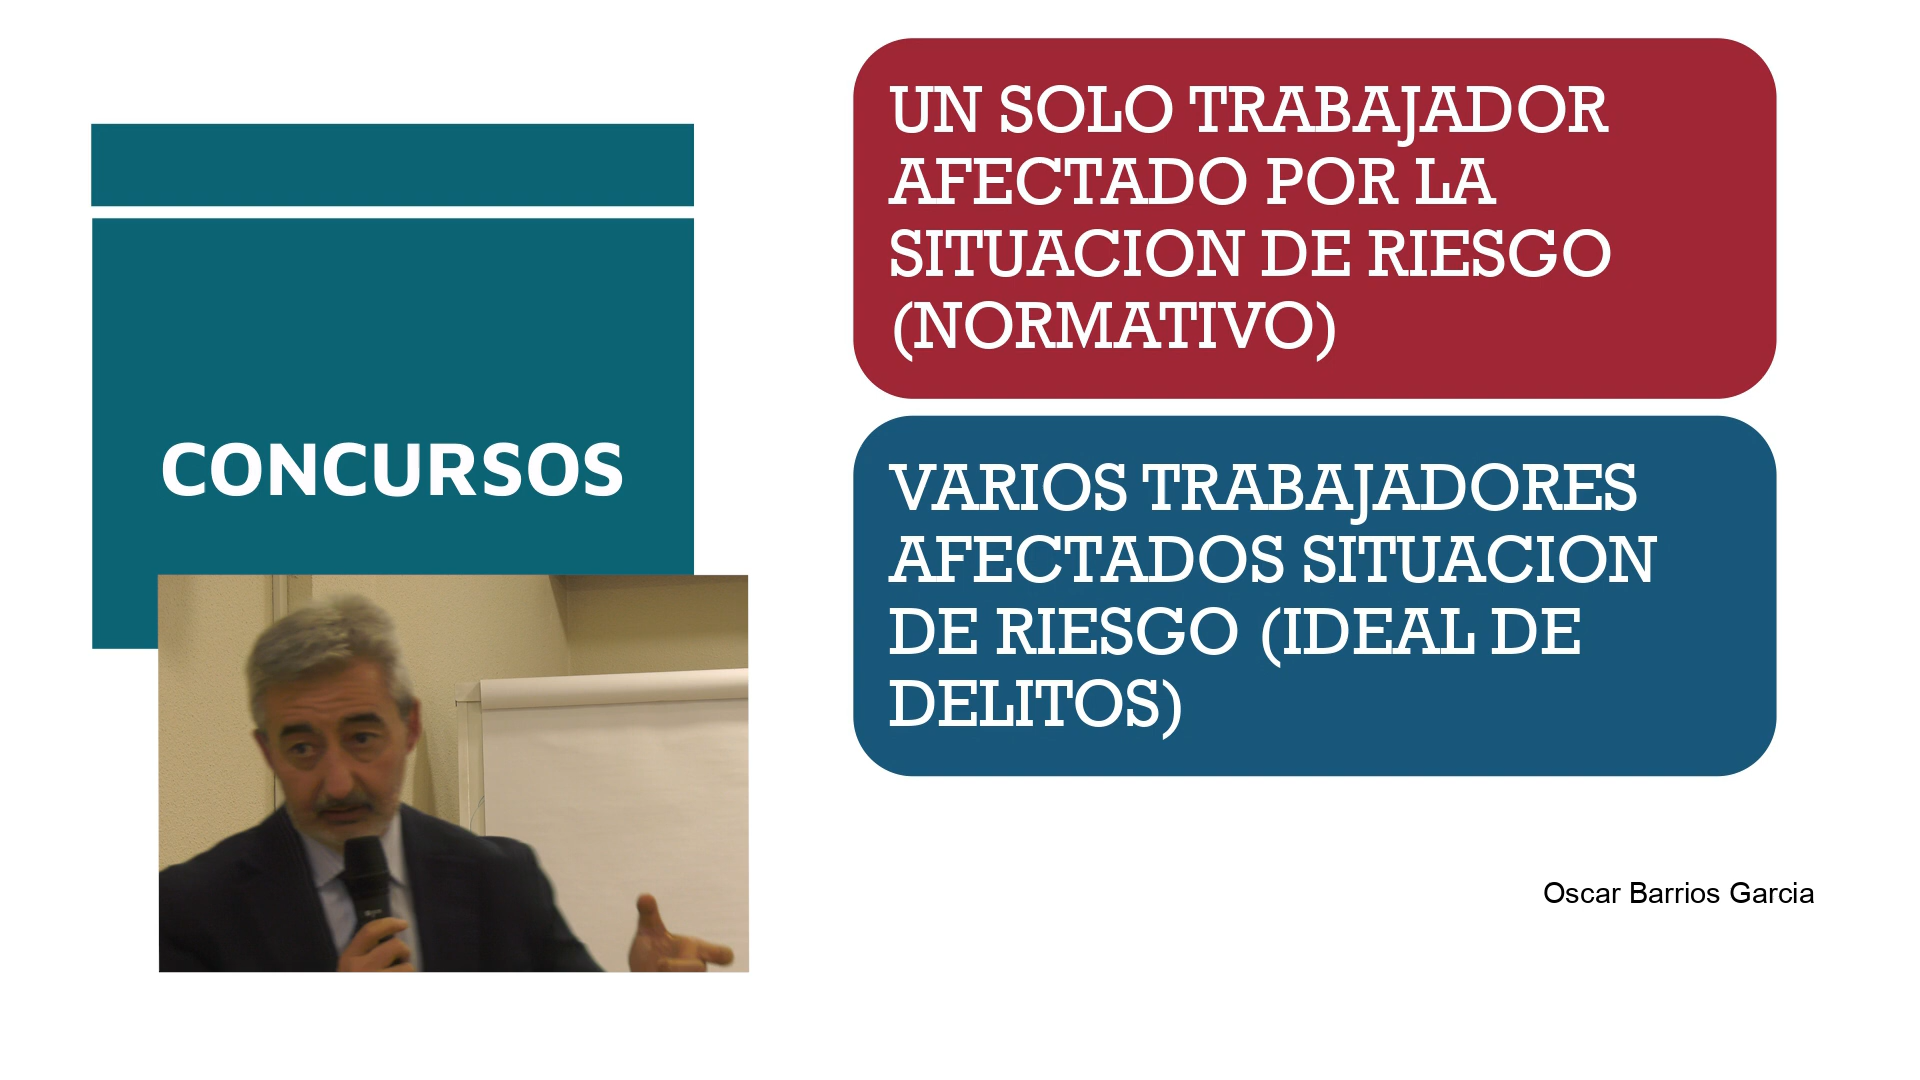 CONCURSOS
UN SOLO TRABAJADOR
AFECTADO POR LA
SITUACION DE RIESGO
(NORMATIVO)
VARIOS TRABAJADORES
AFECTADOS SITUACION
DE RIESGO (IDEAL DE
DELITOS)
Oscar Barrios Garcia